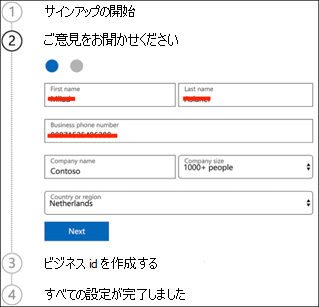 1 サインアップの開始
2 ご意見をお聞かせください
First name
Last name
Business phone number
Company name
Contoso
Company size
1000+ people
Country or region
Netherlands
Next
3 ビジネス id を作成する
4 すべての設定が完了しました